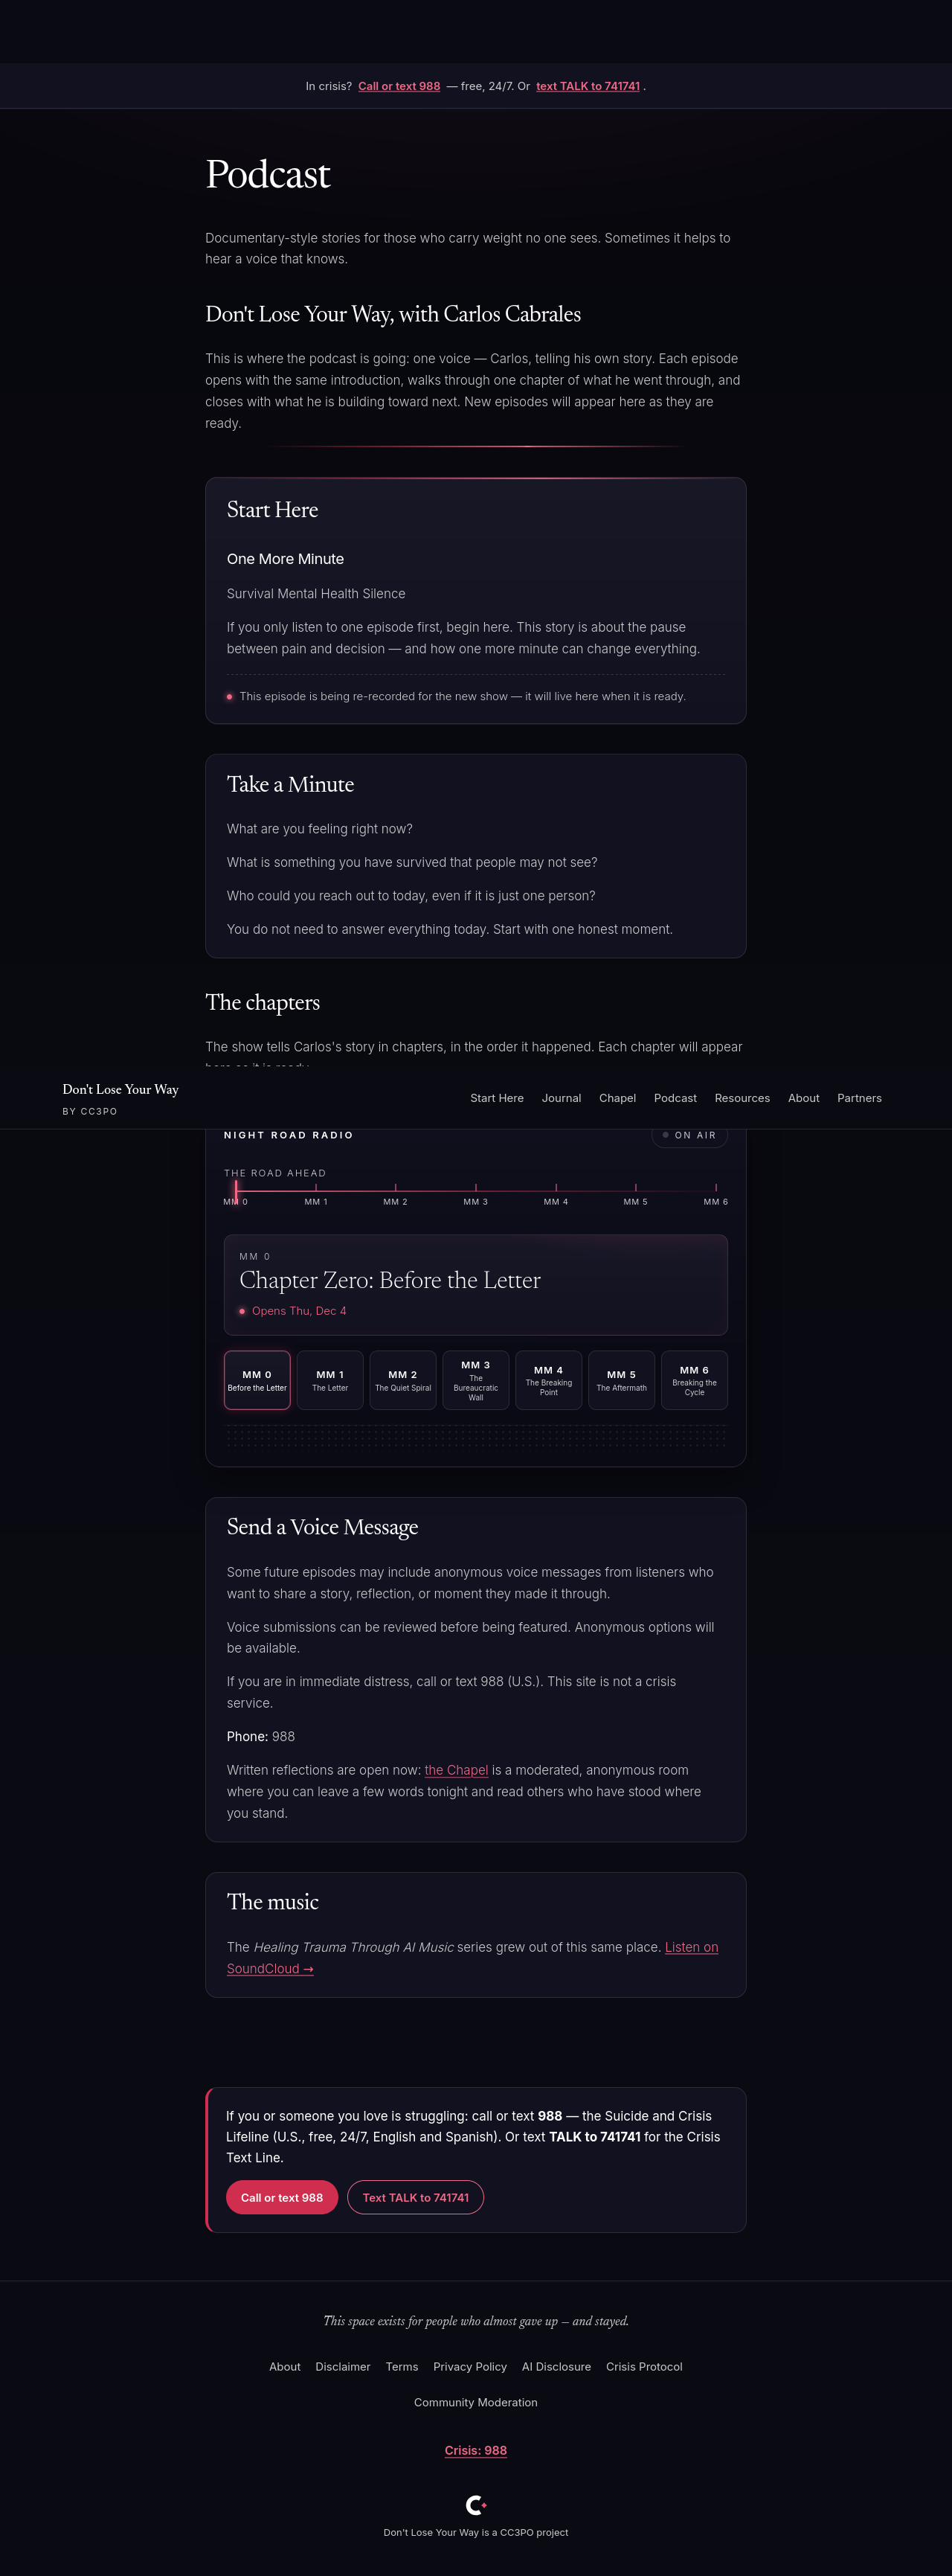 In crisis? Call or text 988 — free, 24/7. Or text TALK to 741741 .
Podcast
Documentary-style stories for those who carry weight no one sees. Sometimes it helps to
hear a voice that knows.
Don't Lose Your Way, with Carlos Cabrales
This is where the podcast is going: one voice — Carlos, telling his own story. Each episode
opens with the same introduction, walks through one chapter of what he went through, and
closes with what he is building toward next. New episodes will appear here as they are
ready.
Start Here
One More Minute
Survival Mental Health Silence
If you only listen to one episode first, begin here. This story is about the pause
between pain and decision — and how one more minute can change everything.
This episode is being re-recorded for the new show — it will live here when it is ready.
Take a Minute
What are you feeling right now?
What is something you have survived that people may not see?
Who could you reach out to today, even if it is just one person?
You do not need to answer everything today. Start with one honest moment.
The chapters
The show tells Carlos's story in chapters, in the order it happened. Each chapter will appear
Don't Lose Your Way
BY CC3PO
Start Here Journal Chapel Podcast Resources About Partners
NIGHT ROAD RADIO
ON AIR
THE ROAD AHEAD
MM 0 MM 1 MM 2 MM 3 MM 4 MM 5 MM 6
MM 0
Chapter Zero: Before the Letter
Opens Thu, Dec 4
MM 0
Before the Letter
MM 1
The Letter
MM 2
The Quiet Spiral
MM 3
The
Bureaucratic
Wall
MM 4
The Breaking
Point
MM 5
The Aftermath
MM 6
Breaking the
Cycle
Send a Voice Message
Some future episodes may include anonymous voice messages from listeners who
want to share a story, reflection, or moment they made it through.
Voice submissions can be reviewed before being featured. Anonymous options will
be available.
If you are in immediate distress, call or text 988 (U.S.). This site is not a crisis
service.
Phone: 988
Written reflections are open now: the Chapel is a moderated, anonymous room
where you can leave a few words tonight and read others who have stood where
you stand.
The music
The Healing Trauma Through AI Music series grew out of this same place. Listen on
SoundCloud →
If you or someone you love is struggling: call or text 988 — the Suicide and Crisis
Lifeline (U.S., free, 24/7, English and Spanish). Or text TALK to 741741 for the Crisis
Text Line.
Call or text 988
Text TALK to 741741
This space exists for people who almost gave up — and stayed.
About Disclaimer Terms Privacy Policy AI Disclosure Crisis Protocol
Community Moderation
Crisis: 988
Don't Lose Your Way is a CC3PO project